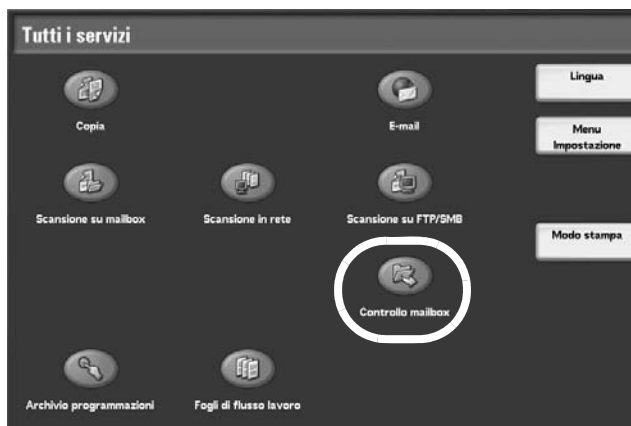 Tutti i servizi
Copia
E-mail
Lingua
Menu
Impostazione
Scansione su mailbox
Scansione in rete
Scansione su FTP/SMB
Modo stampa
Controllo mailbox
Archivio programmazioni
Fogli di flusso lavoro